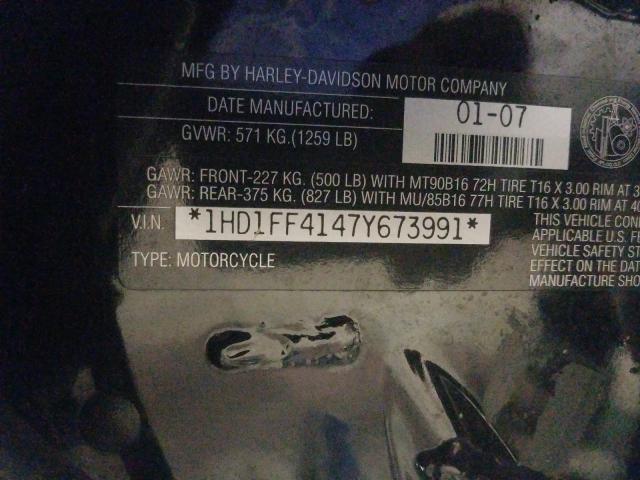 MFG BY HARLEY-DAVIDSON MOTOR COMPANY
DATE MANUFACTURED: 01-07
GVWR: 571 KG.(1259 LB)
GAWR: FRONT-227 KG. (500 LB) WITH MT90B16 72H TIRE T16 X 3.00 RIM AT 3
GAWR: REAR-375 KG. (827 LB) WITH MU/85B16 77H TIRE T16 X 3.00 RIM AT 40
V.I.N. *1HD1FF4147Y673991*
THIS VEHICLE CON
APPLICABLE U.S. F
VEHICLE SAFETY ST
EFFECT ON THE DAT
MANUFACTURE SHO
TYPE: MOTORCYCLE